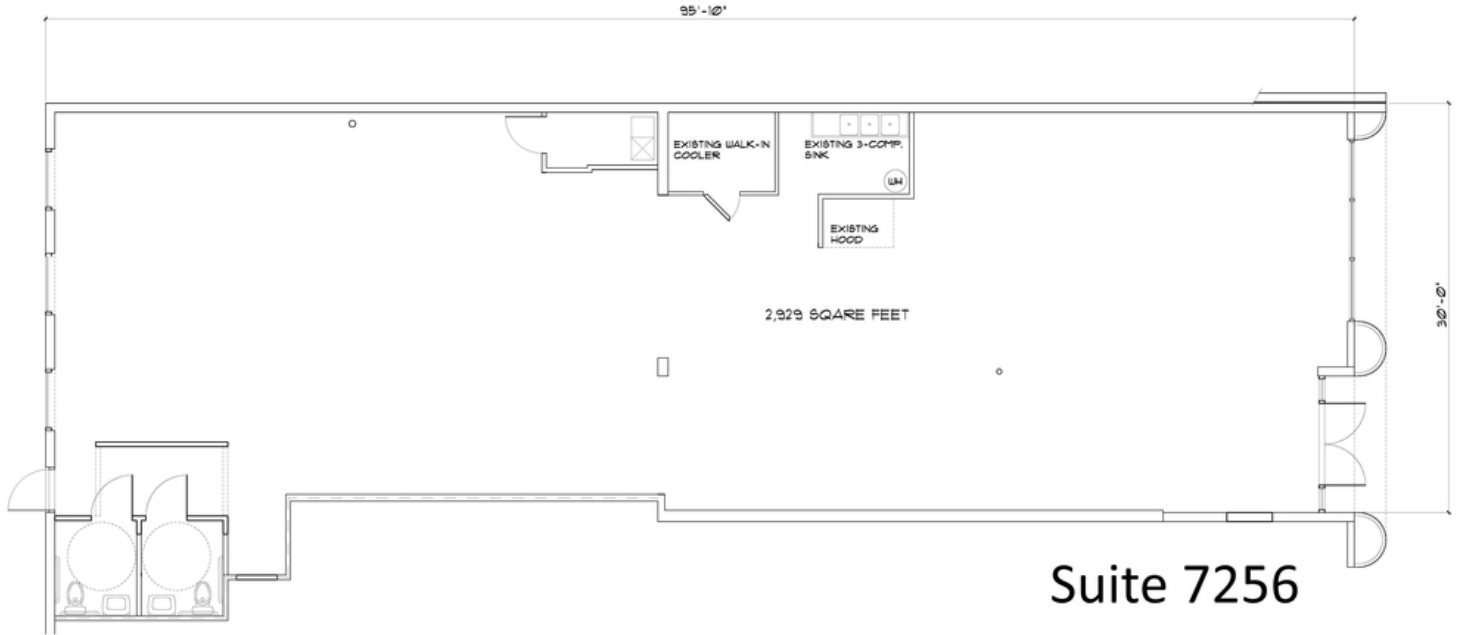 95'-10"
EXISTING WALK-IN
COOLER
EXISTING 3-COMP.
SINK
WH
EXISTING
HOOD
30'-0"
2,929 SQARE FEET
Suite 7256